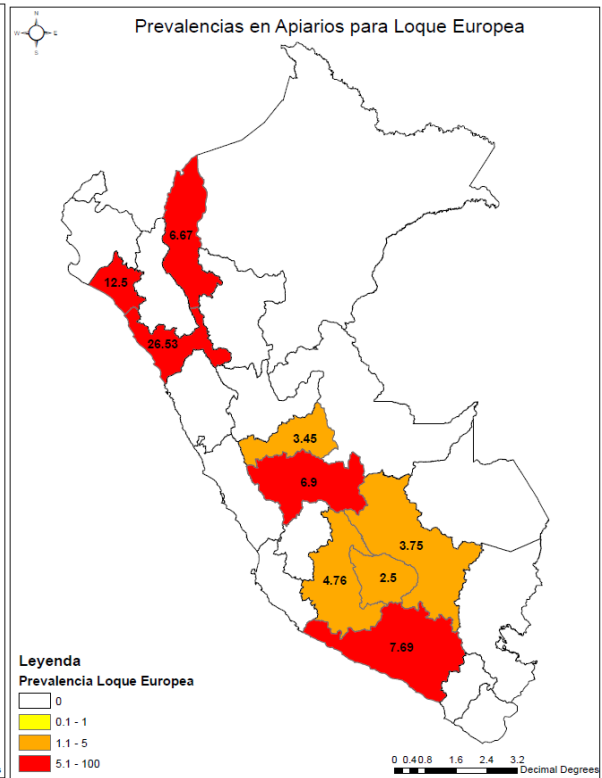 Prevalencias en Apiarios para Loque Europea
N
W E
S
6.67
12.5
26.53
3.45
6.9
3.75
4.76
2.5
7.69
Leyenda
Prevalencia Loque Europea
0
0.1 - 1
1.1 - 5
5.1 - 100
0 0.4 0.8 1.6 2.4 3.2
Decimal Degrees
s